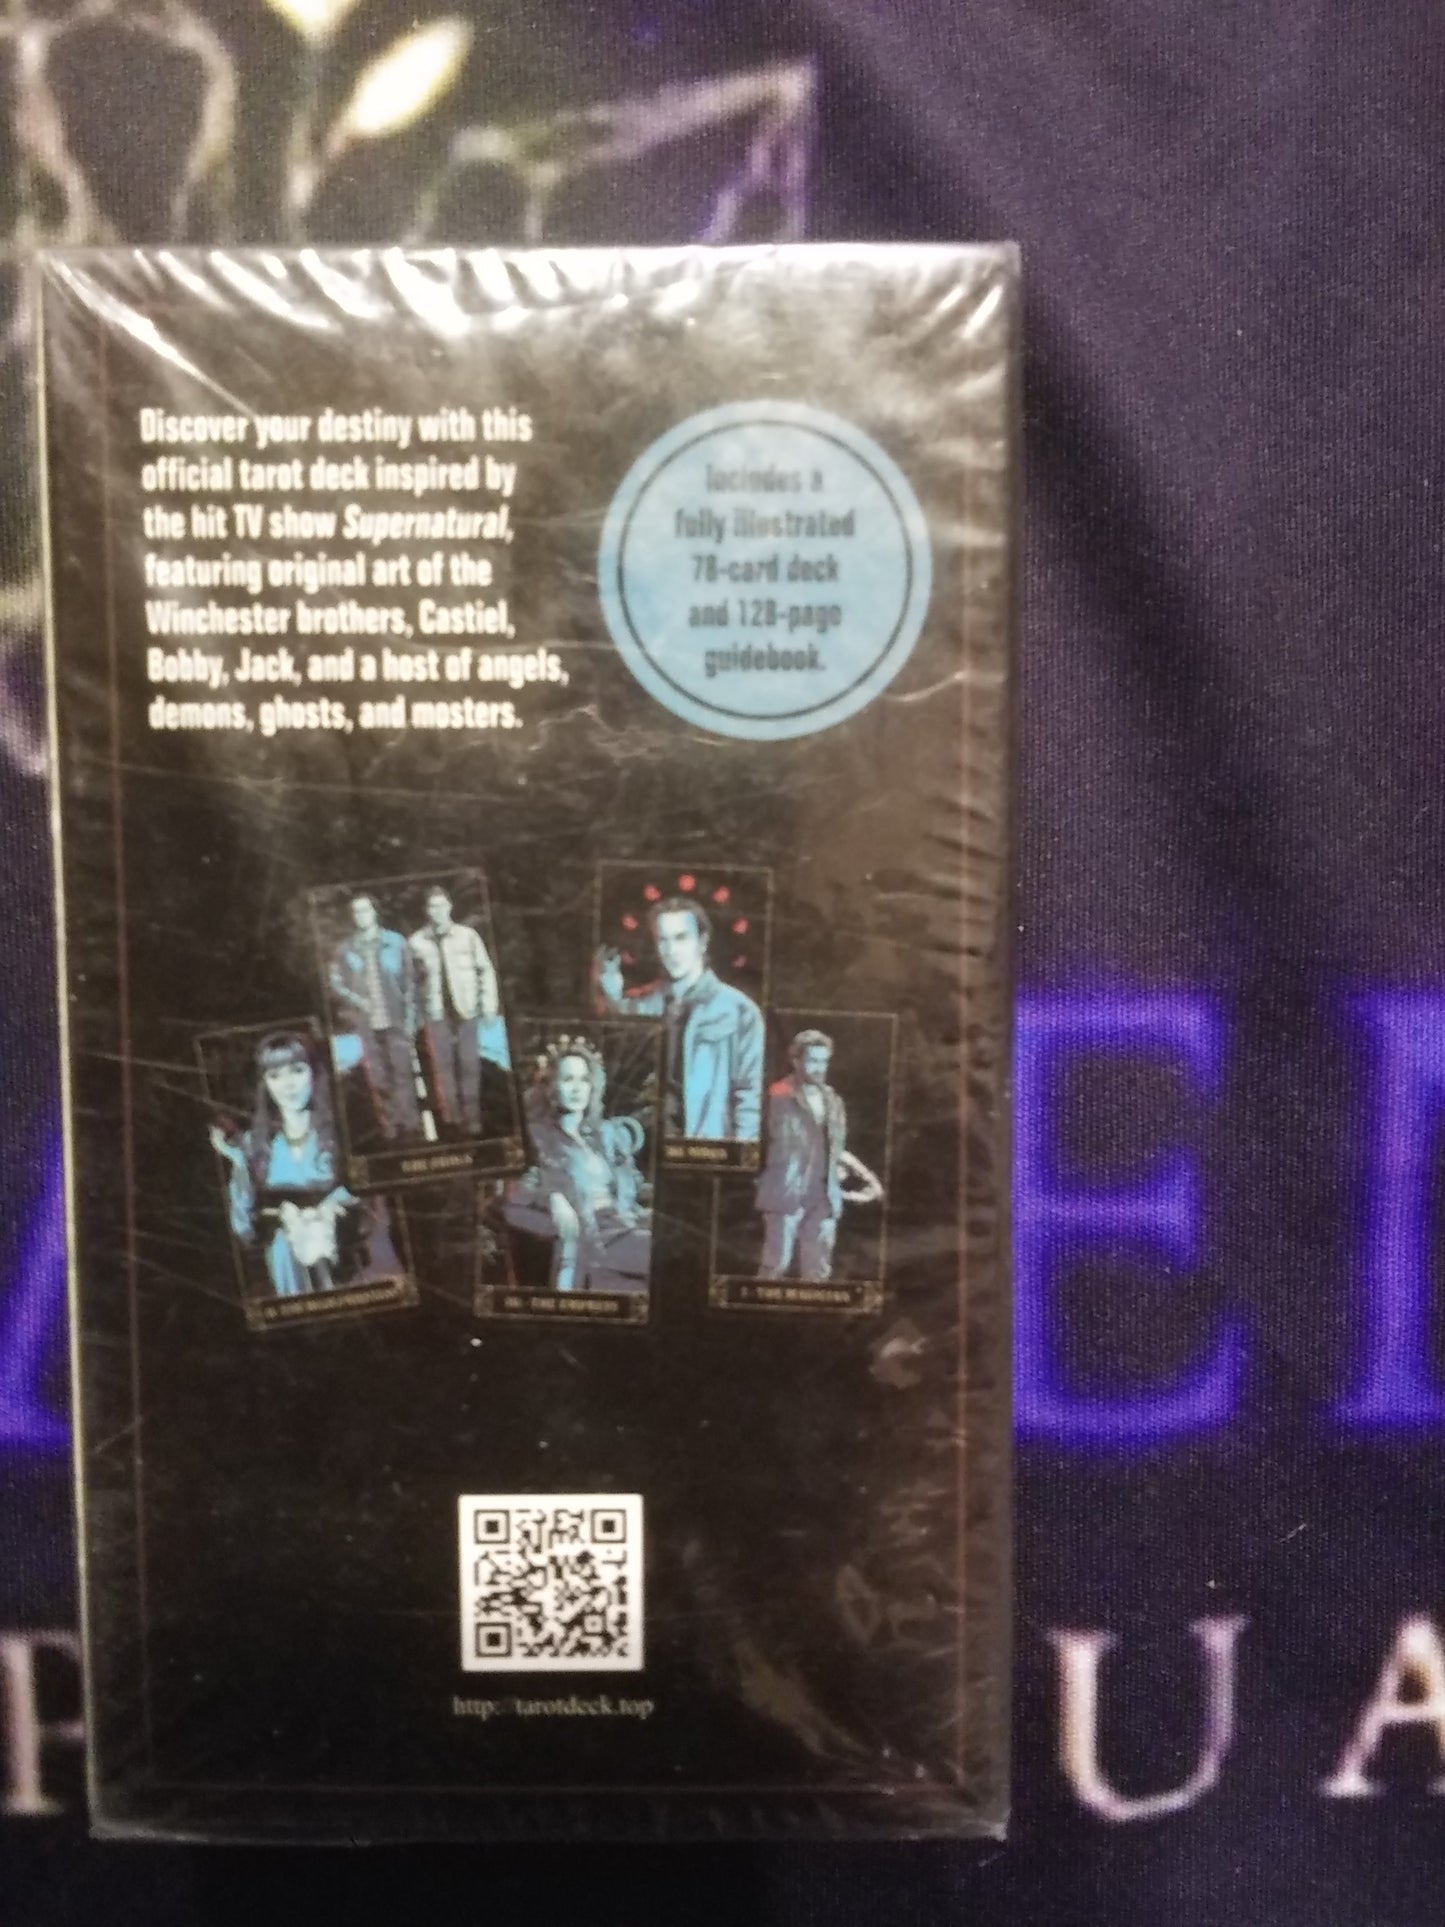 Discover your destiny with this
official tarot deck inspired by
the hit TV show Supernatural,
featuring original art of the
Winchester brothers, Castiel,
Bobby, Jack, and a host of angels,
demons, ghosts, and mosters.
Includes a
fully illustrated
78-card deck
and 128-page
guidebook.
III · THE EMPRESS
I · THE MAGICIAN
http://tarotdeck.top
E
P
U A